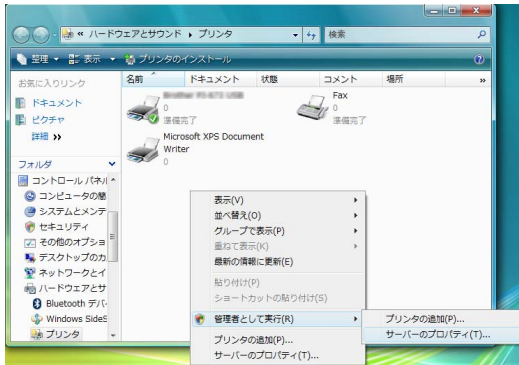 « ハードウェアとサウンド ▸ プリンタ
検索
整理 表示 プリンタのインストール
お気に入りリンク
ドキュメント
ピクチャ
詳細 »
フォルダ
コントロール パネル
コンピュータの簡
システムとメンテ
セキュリティ
その他のオプショ
デスクトップのカ
ネットワークとイ
ハードウェアとサ
Bluetooth デバ
Windows SideS
プリンタ
名前 ドキュメント 状態 コメント 場所 »
0
準備完了
Fax
0
準備完了
Microsoft XPS Document
Writer
0
表示(V)
並べ替え(O)
グループで表示(P)
重ねて表示(K)
最新の情報に更新(E)
貼り付け(P)
ショートカットの貼り付け(S)
管理者として実行(R)
プリンタの追加(P)...
サーバーのプロパティ(T)...
プリンタの追加(P)...
サーバーのプロパティ(T)...